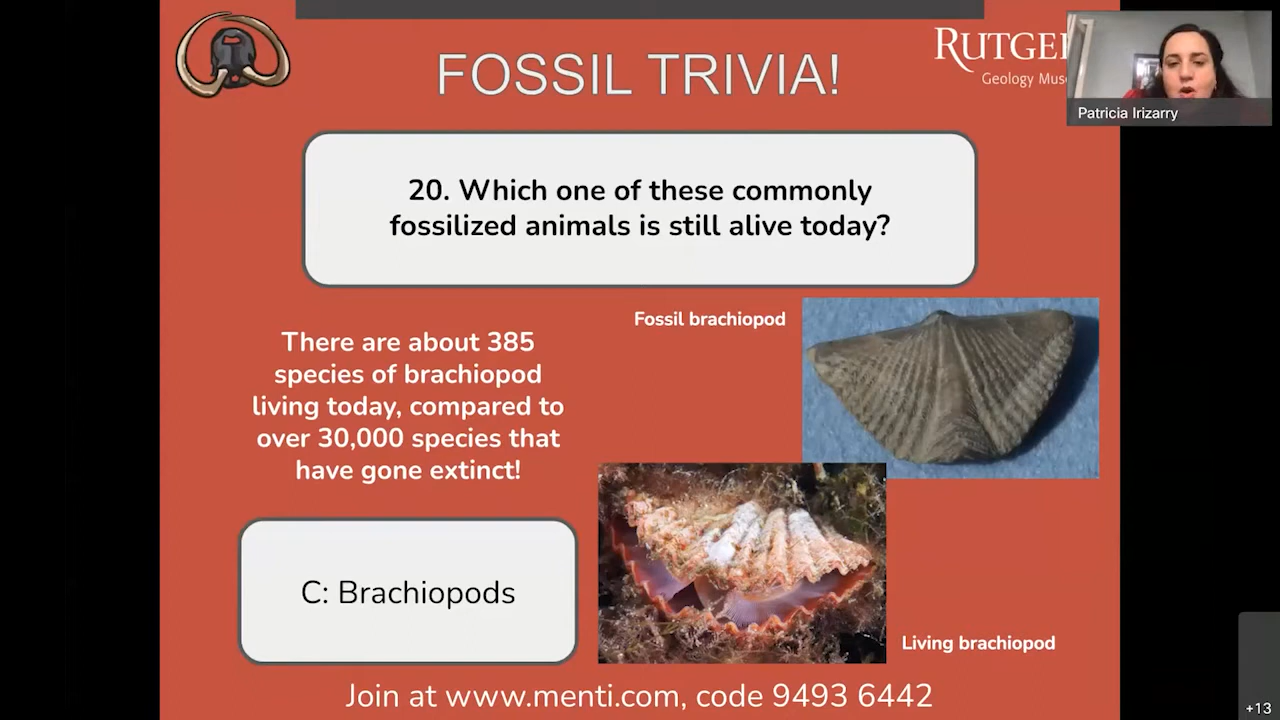 FOSSIL TRIVIA!
Geology
Patricia Irizarry
20. Which one of these commonly
fossilized animals is still alive today?
Fossil brachiopod
There are about 385
species of brachiopod
living today, compared to
over 30,000 species that
have gone extinct!
C: Brachiopods
Living brachiopod
Join at www.menti.com, code 9493 6442
+13